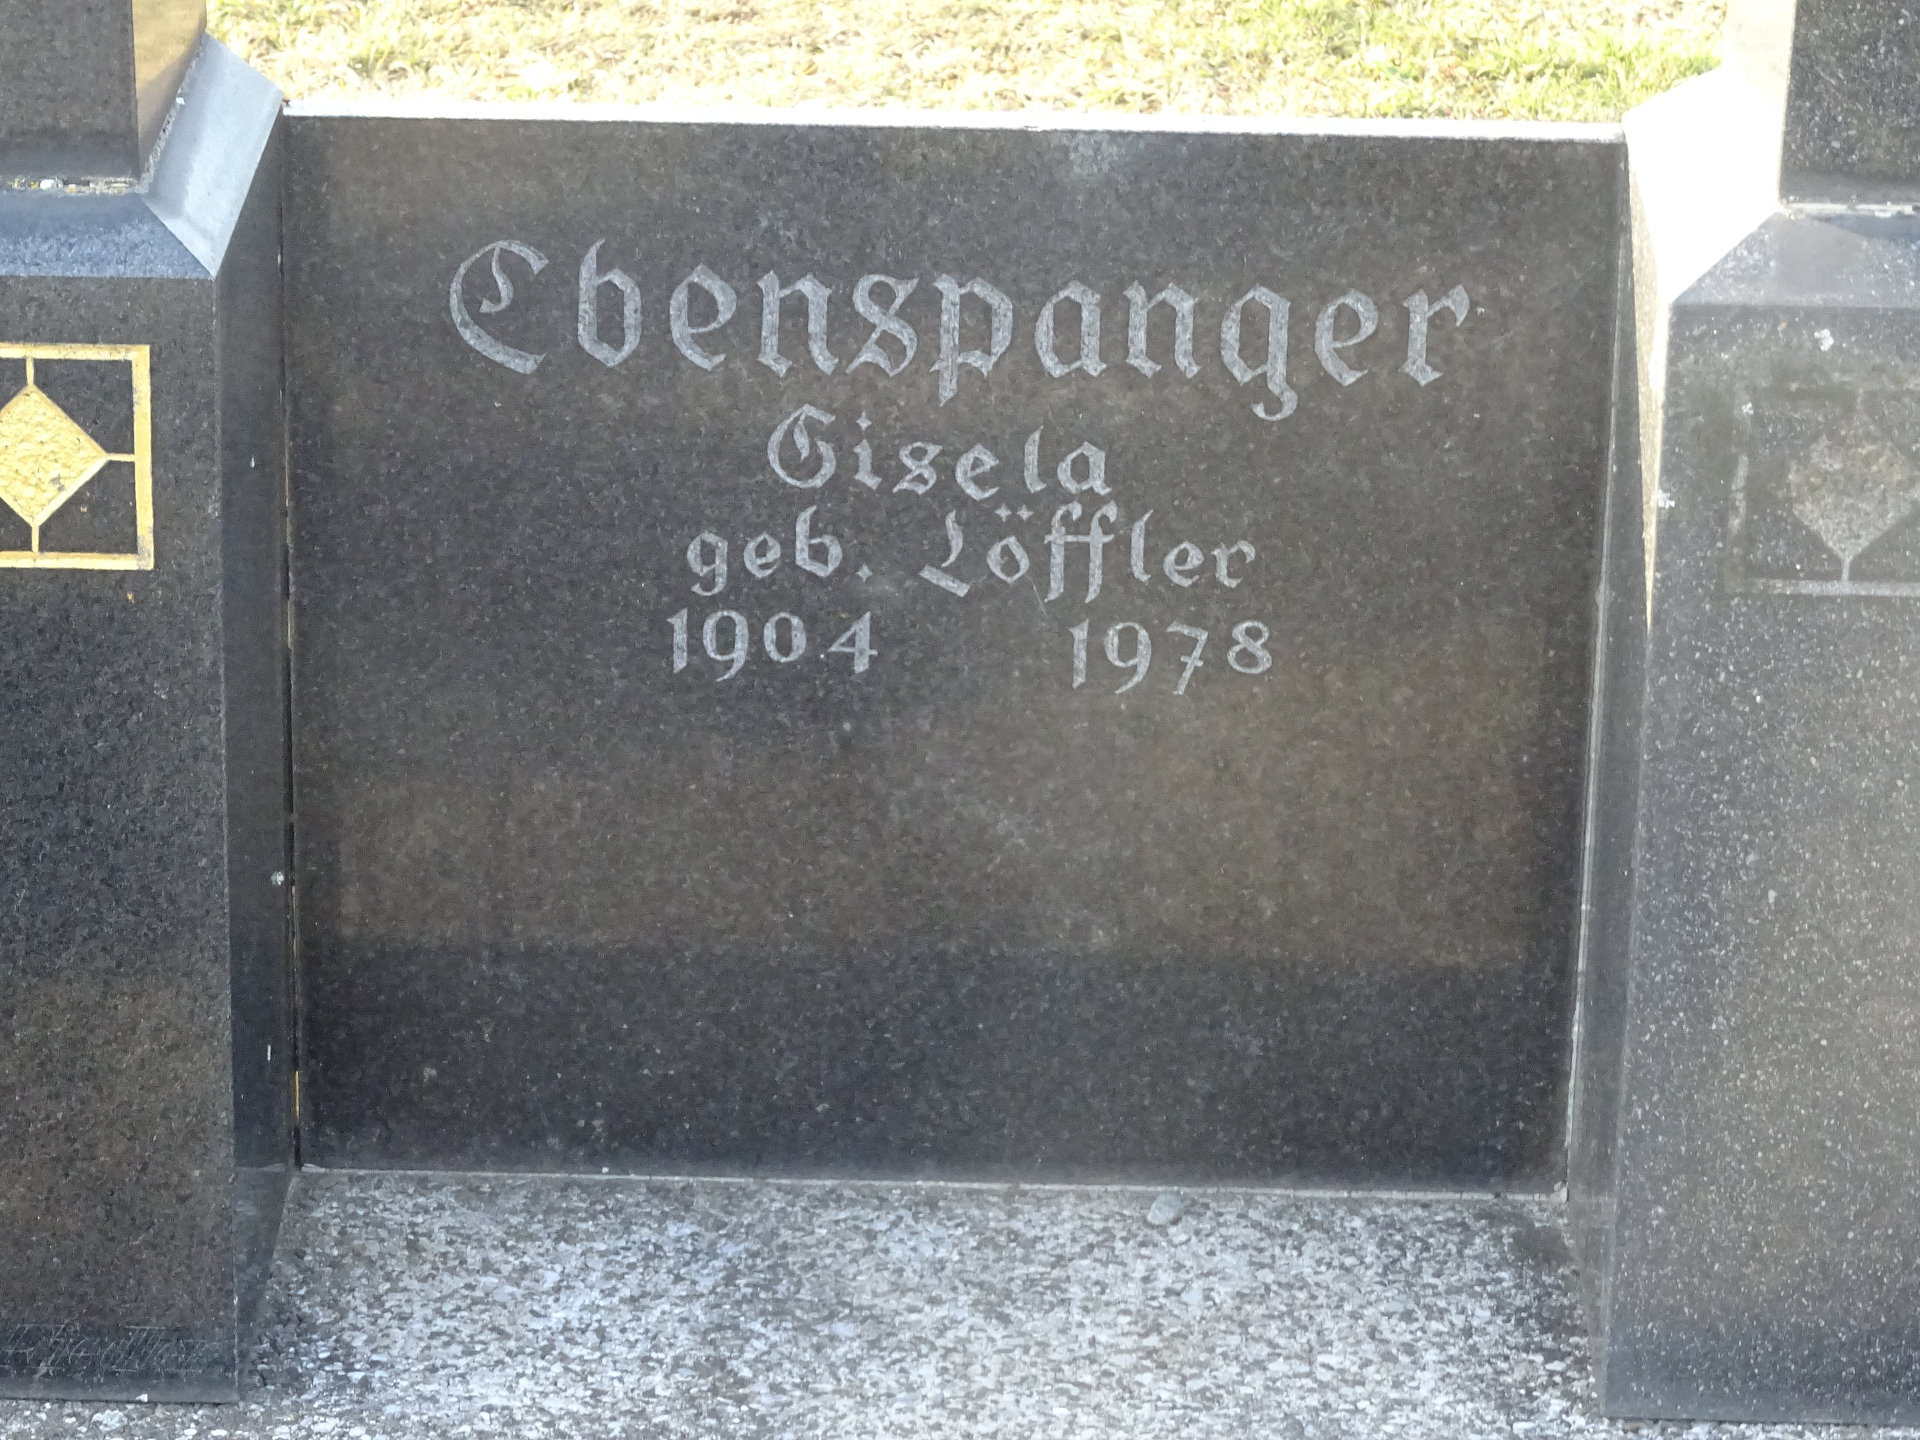 Ebenspanger
Gisela
geb. Löffler
1904 1978